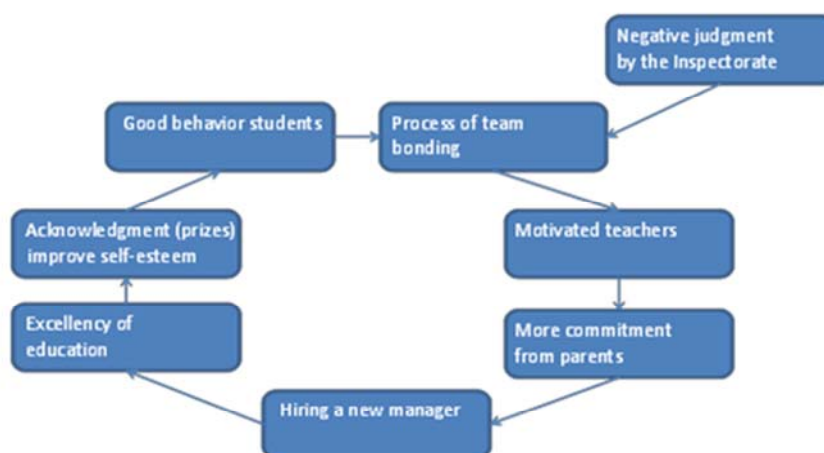 Negative judgment
by the Inspectorate
Good behavior students
Process of team
bonding
Acknowledgment (prizes)
improve self-esteem
Motivated teachers
Excellency of
education
More commitment
from parents
Hiring a new manager